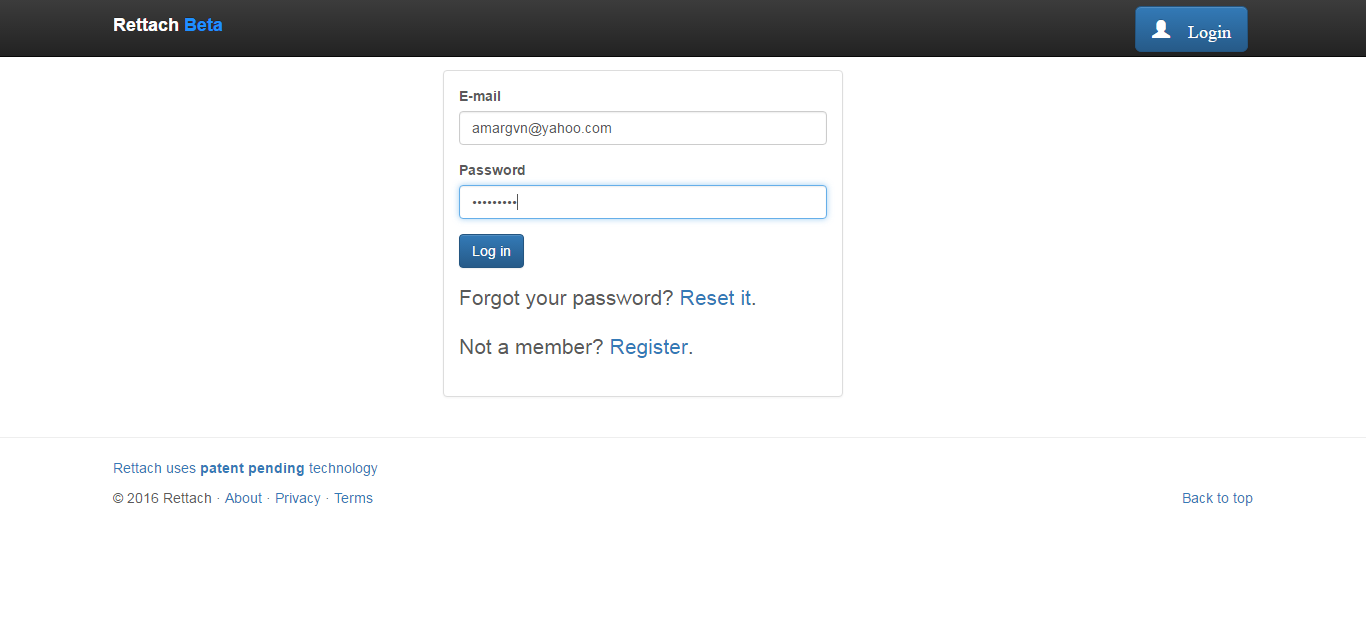 Rettach Beta
Login
E-mail
amargvn@yahoo.com
Password
•••••••••
Log in
Forgot your password? Reset it.
Not a member? Register.
Rettach uses patent pending technology
© 2016 Rettach · About · Privacy · Terms
Back to top